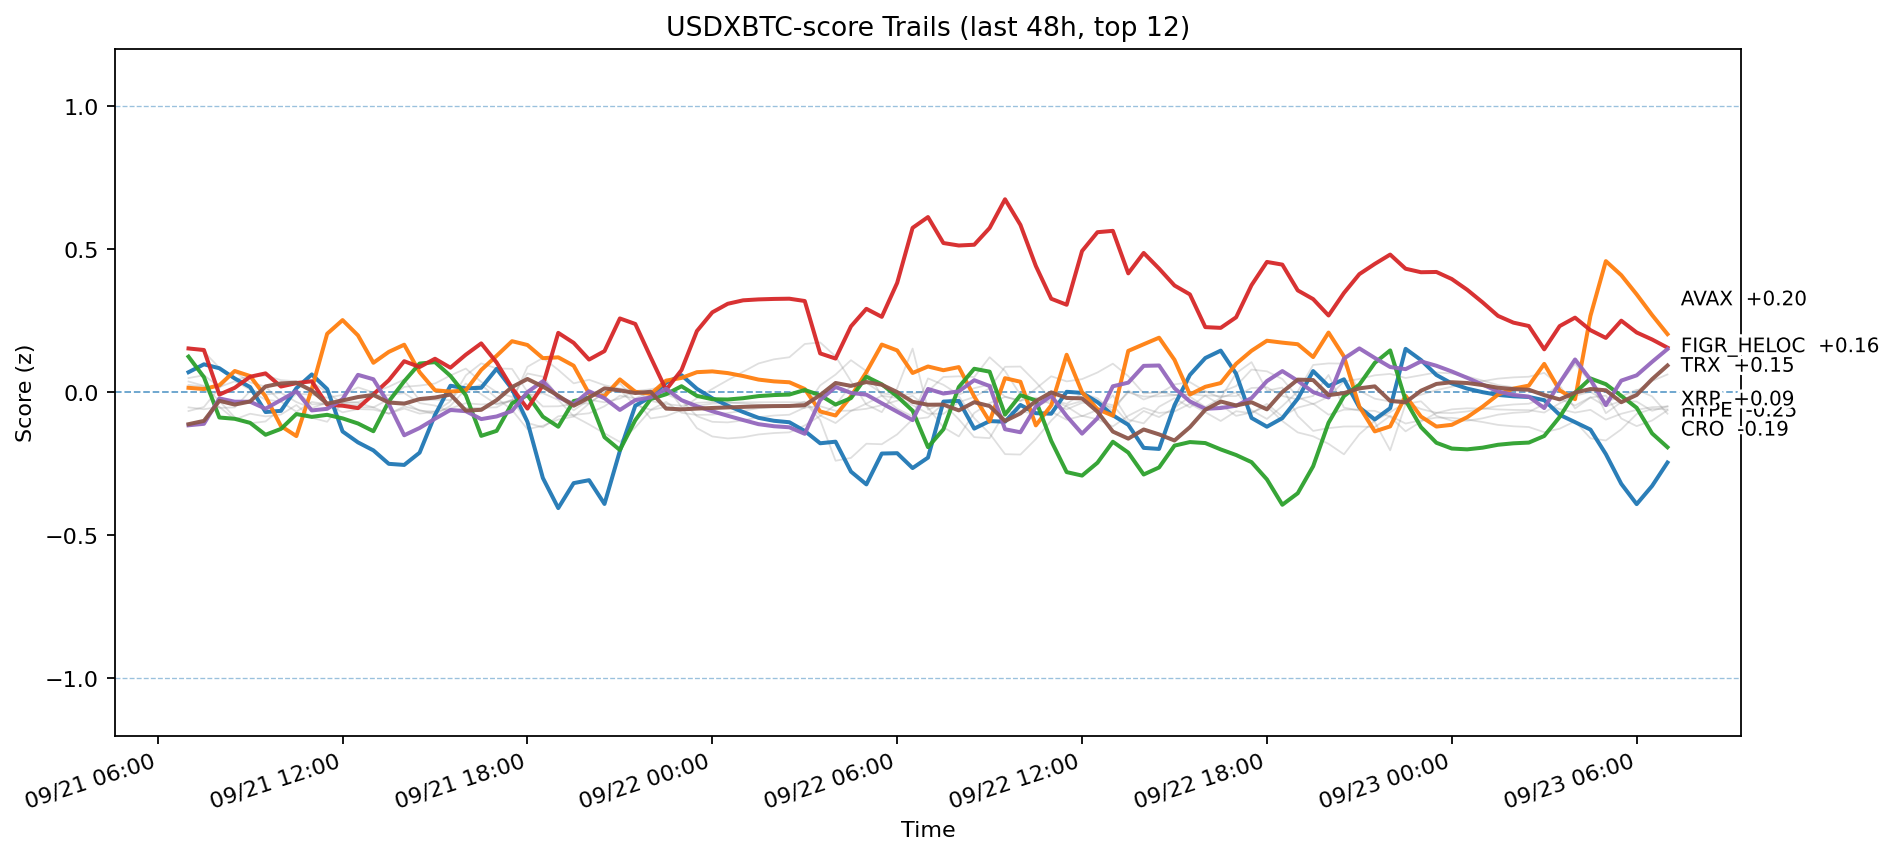 USDXBTC-score Trails (last 48h, top 12)
Score (z)
1.0
0.5
0.0
−0.5
−1.0
AVAX +0.20
FIGR_HELOC +0.16
TRX +0.15
XRP +0.09
HYPE -0.23
CRO -0.19
09/21 06:00
09/21 12:00
09/21 18:00
09/22 00:00
09/22 06:00
09/22 12:00
09/22 18:00
09/23 00:00
09/23 06:00
Time